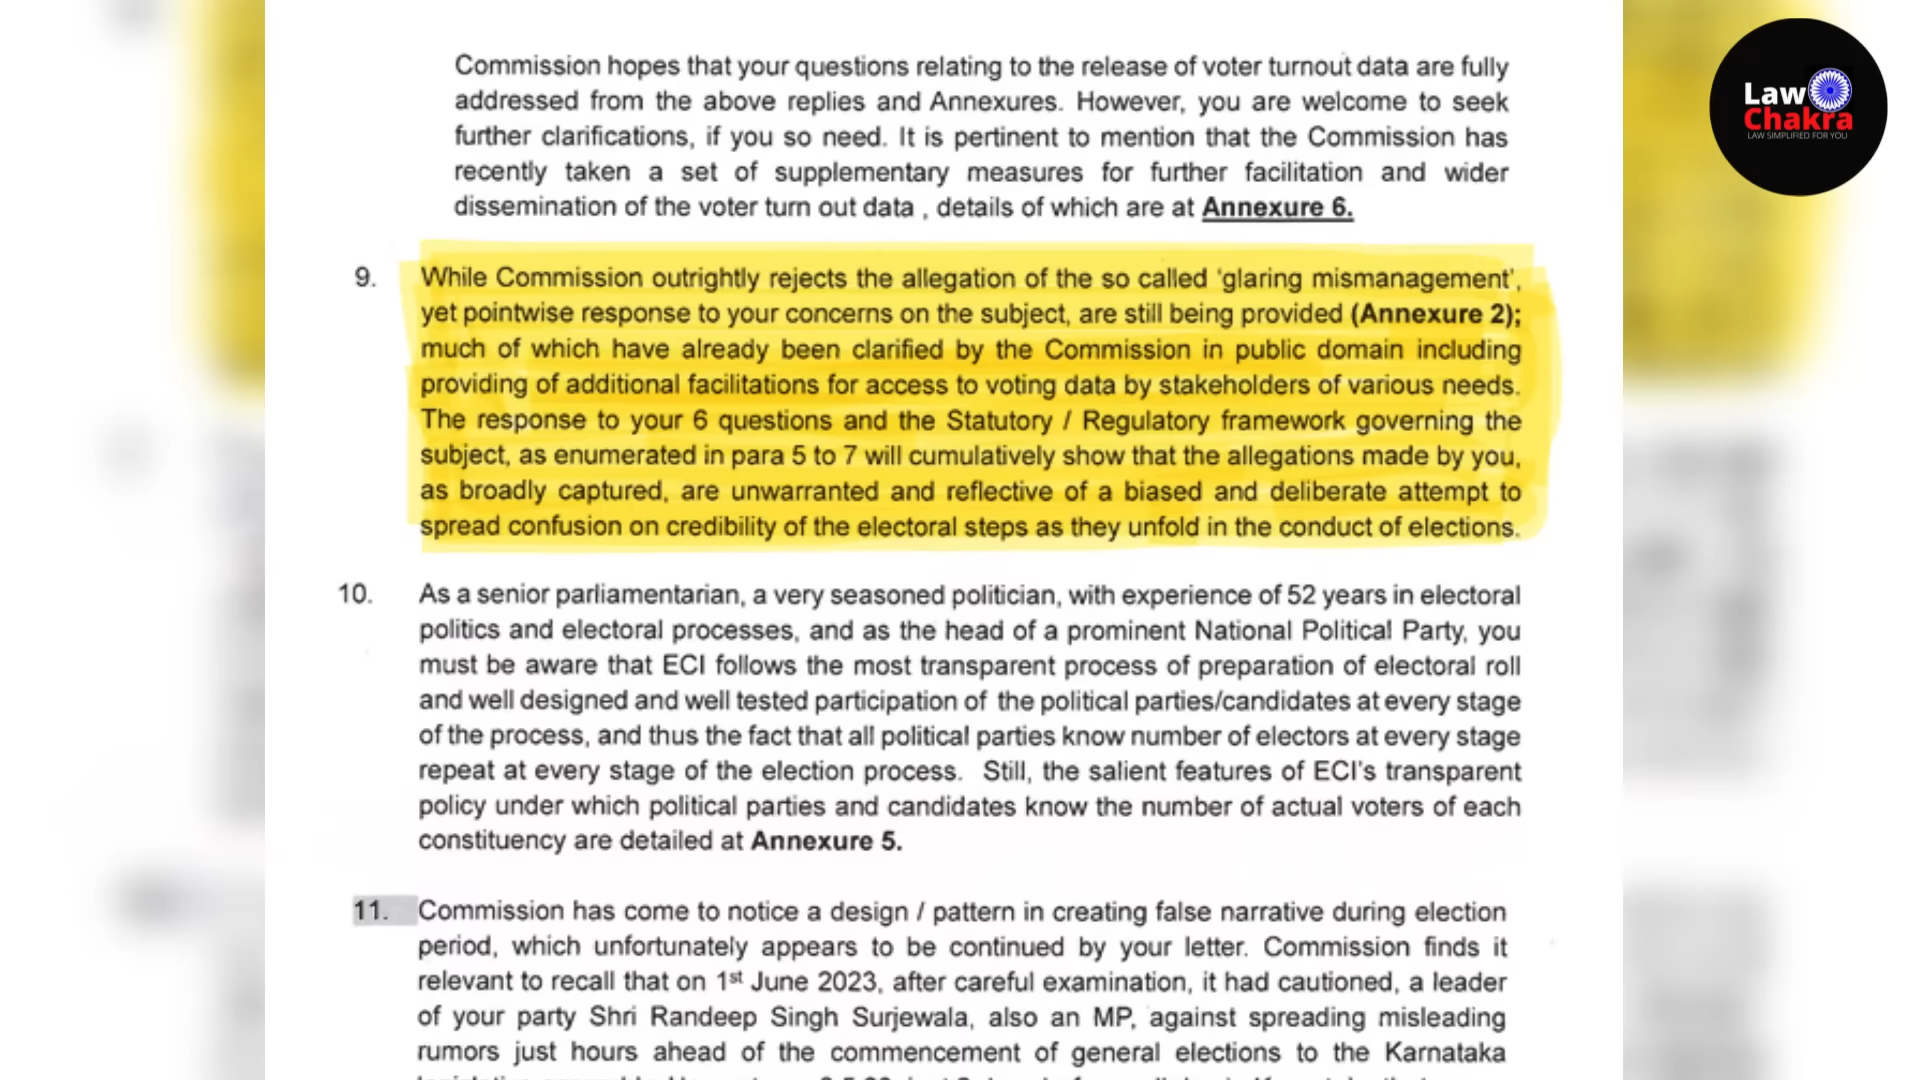 Commission hopes that your questions relating to the release of voter turnout data are fully
addressed from the above replies and Annexures. However, you are welcome to seek
further clarifications, if you so need. It is pertinent to mention that the Commission has
recently taken a set of supplementary measures for further facilitation and wider
dissemination of the voter turn out data , details of which are at Annexure 6.
9. While Commission outrightly rejects the allegation of the so called 'glaring mismanagement',
yet pointwise response to your concerns on the subject, are still being provided (Annexure 2);
much of which have already been clarified by the Commission in public domain including
providing of additional facilitations for access to voting data by stakeholders of various needs.
The response to your 6 questions and the Statutory / Regulatory framework governing the
subject, as enumerated in para 5 to 7 will cumulatively show that the allegations made by you,
as broadly captured, are unwarranted and reflective of a biased and deliberate attempt to
spread confusion on credibility of the electoral steps as they unfold in the conduct of elections.
10. As a senior parliamentarian, a very seasoned politician, with experience of 52 years in electoral
politics and electoral processes, and as the head of a prominent National Political Party, you
must be aware that ECI follows the most transparent process of preparation of electoral roll
and well designed and well tested participation of the political parties/candidates at every stage
of the process, and thus the fact that all political parties know number of electors at every stage
repeat at every stage of the election process. Still, the salient features of ECI's transparent
policy under which political parties and candidates know the number of actual voters of each
constituency are detailed at Annexure 5.
11. Commission has come to notice a design / pattern in creating false narrative during election
period, which unfortunately appears to be continued by your letter. Commission finds it
relevant to recall that on 1st June 2023, after careful examination, it had cautioned, a leader
of your party Shri Randeep Singh Surjewala, also an MP, against spreading misleading
rumors just hours ahead of the commencement of general elections to the Karnataka
Law
Chakra
LAW SIMPLIFIED FOR YOU